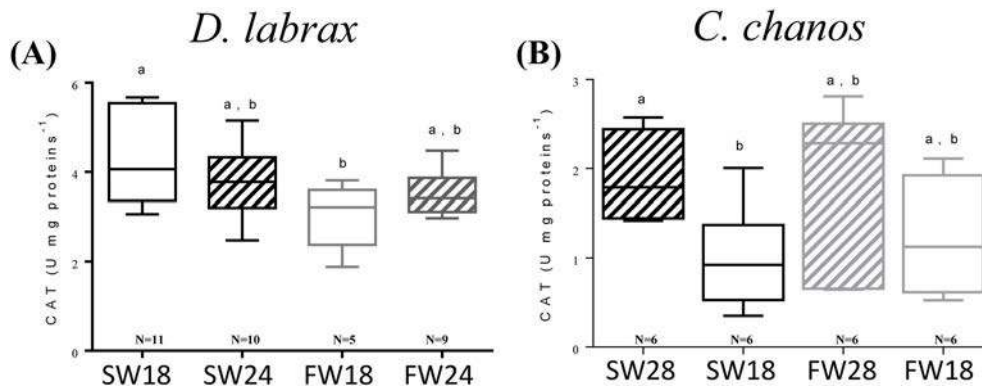 D. labrax
(A)
CAT (U mg proteins⁻¹)
6
4
2
0
a
a , b
b
a , b
N=11 N=10 N=5 N=9
SW18 SW24 FW18 FW24
C. chanos
(B)
CAT (U mg proteins⁻¹)
3
2
1
0
a
b
a , b
a , b
N=6 N=6 N=6 N=6
SW28 SW18 FW28 FW18